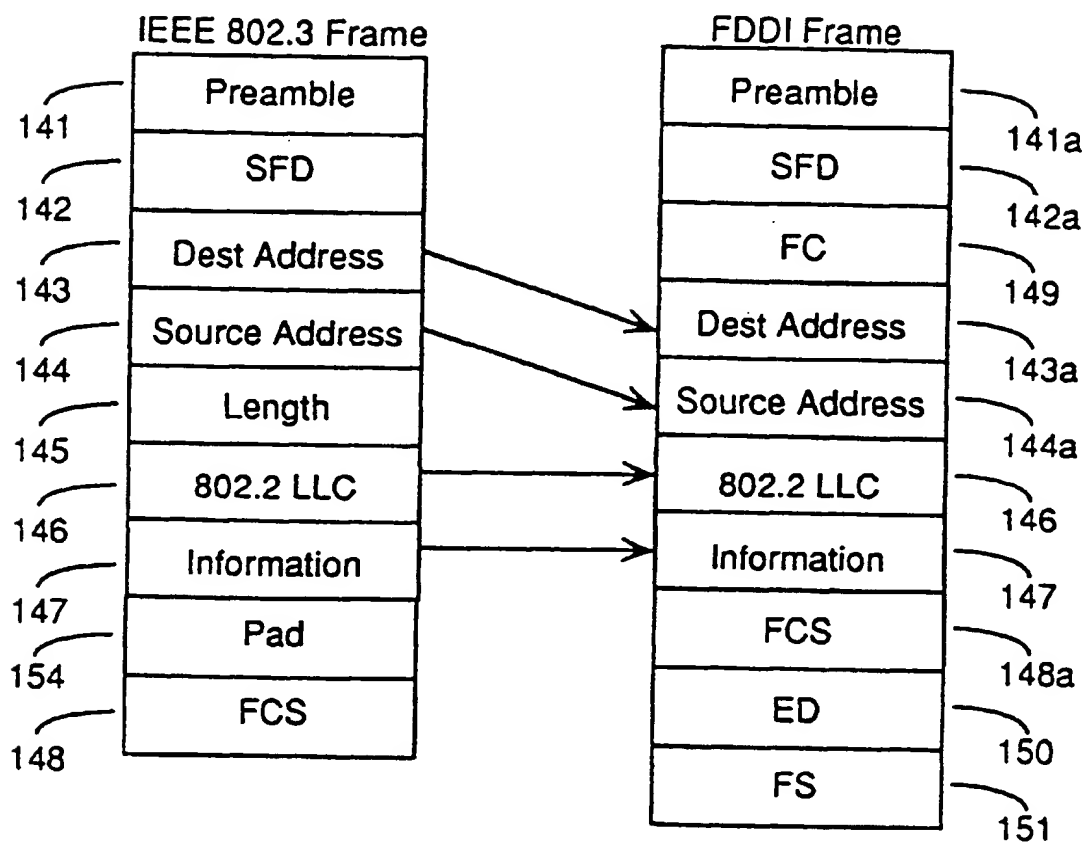 IEEE 802.3 Frame
Preamble
141
SFD
142
Dest Address
143
Source Address
144
Length
145
802.2 LLC
146
Information
147
Pad
154
FCS
148
FDDI Frame
Preamble
141a
SFD
142a
FC
149
Dest Address
143a
Source Address
144a
802.2 LLC
146
Information
147
FCS
148a
ED
150
FS
151